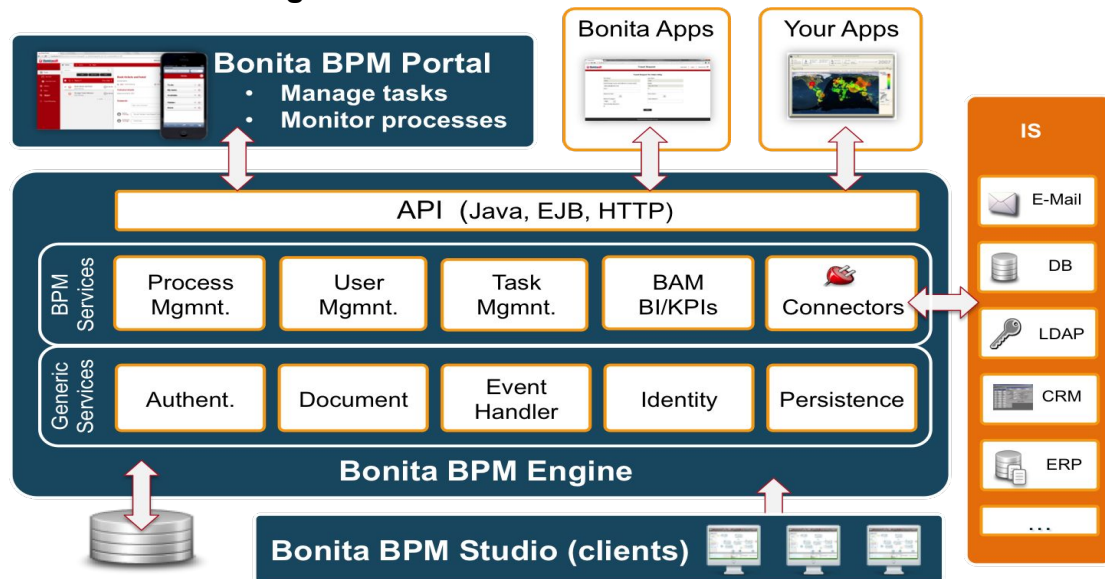 Bonita BPM Portal
• Manage tasks
• Monitor processes
Bonita Apps
Your Apps
IS
E-Mail
DB
LDAP
CRM
ERP
...
API (Java, EJB, HTTP)
BPM
Services
Process
Mgmnt.
User
Mgmnt.
Task
Mgmnt.
BAM
BI/KPIs
Connectors
Generic
Services
Authent.
Document
Event
Handler
Identity
Persistence
Bonita BPM Engine
Bonita BPM Studio (clients)